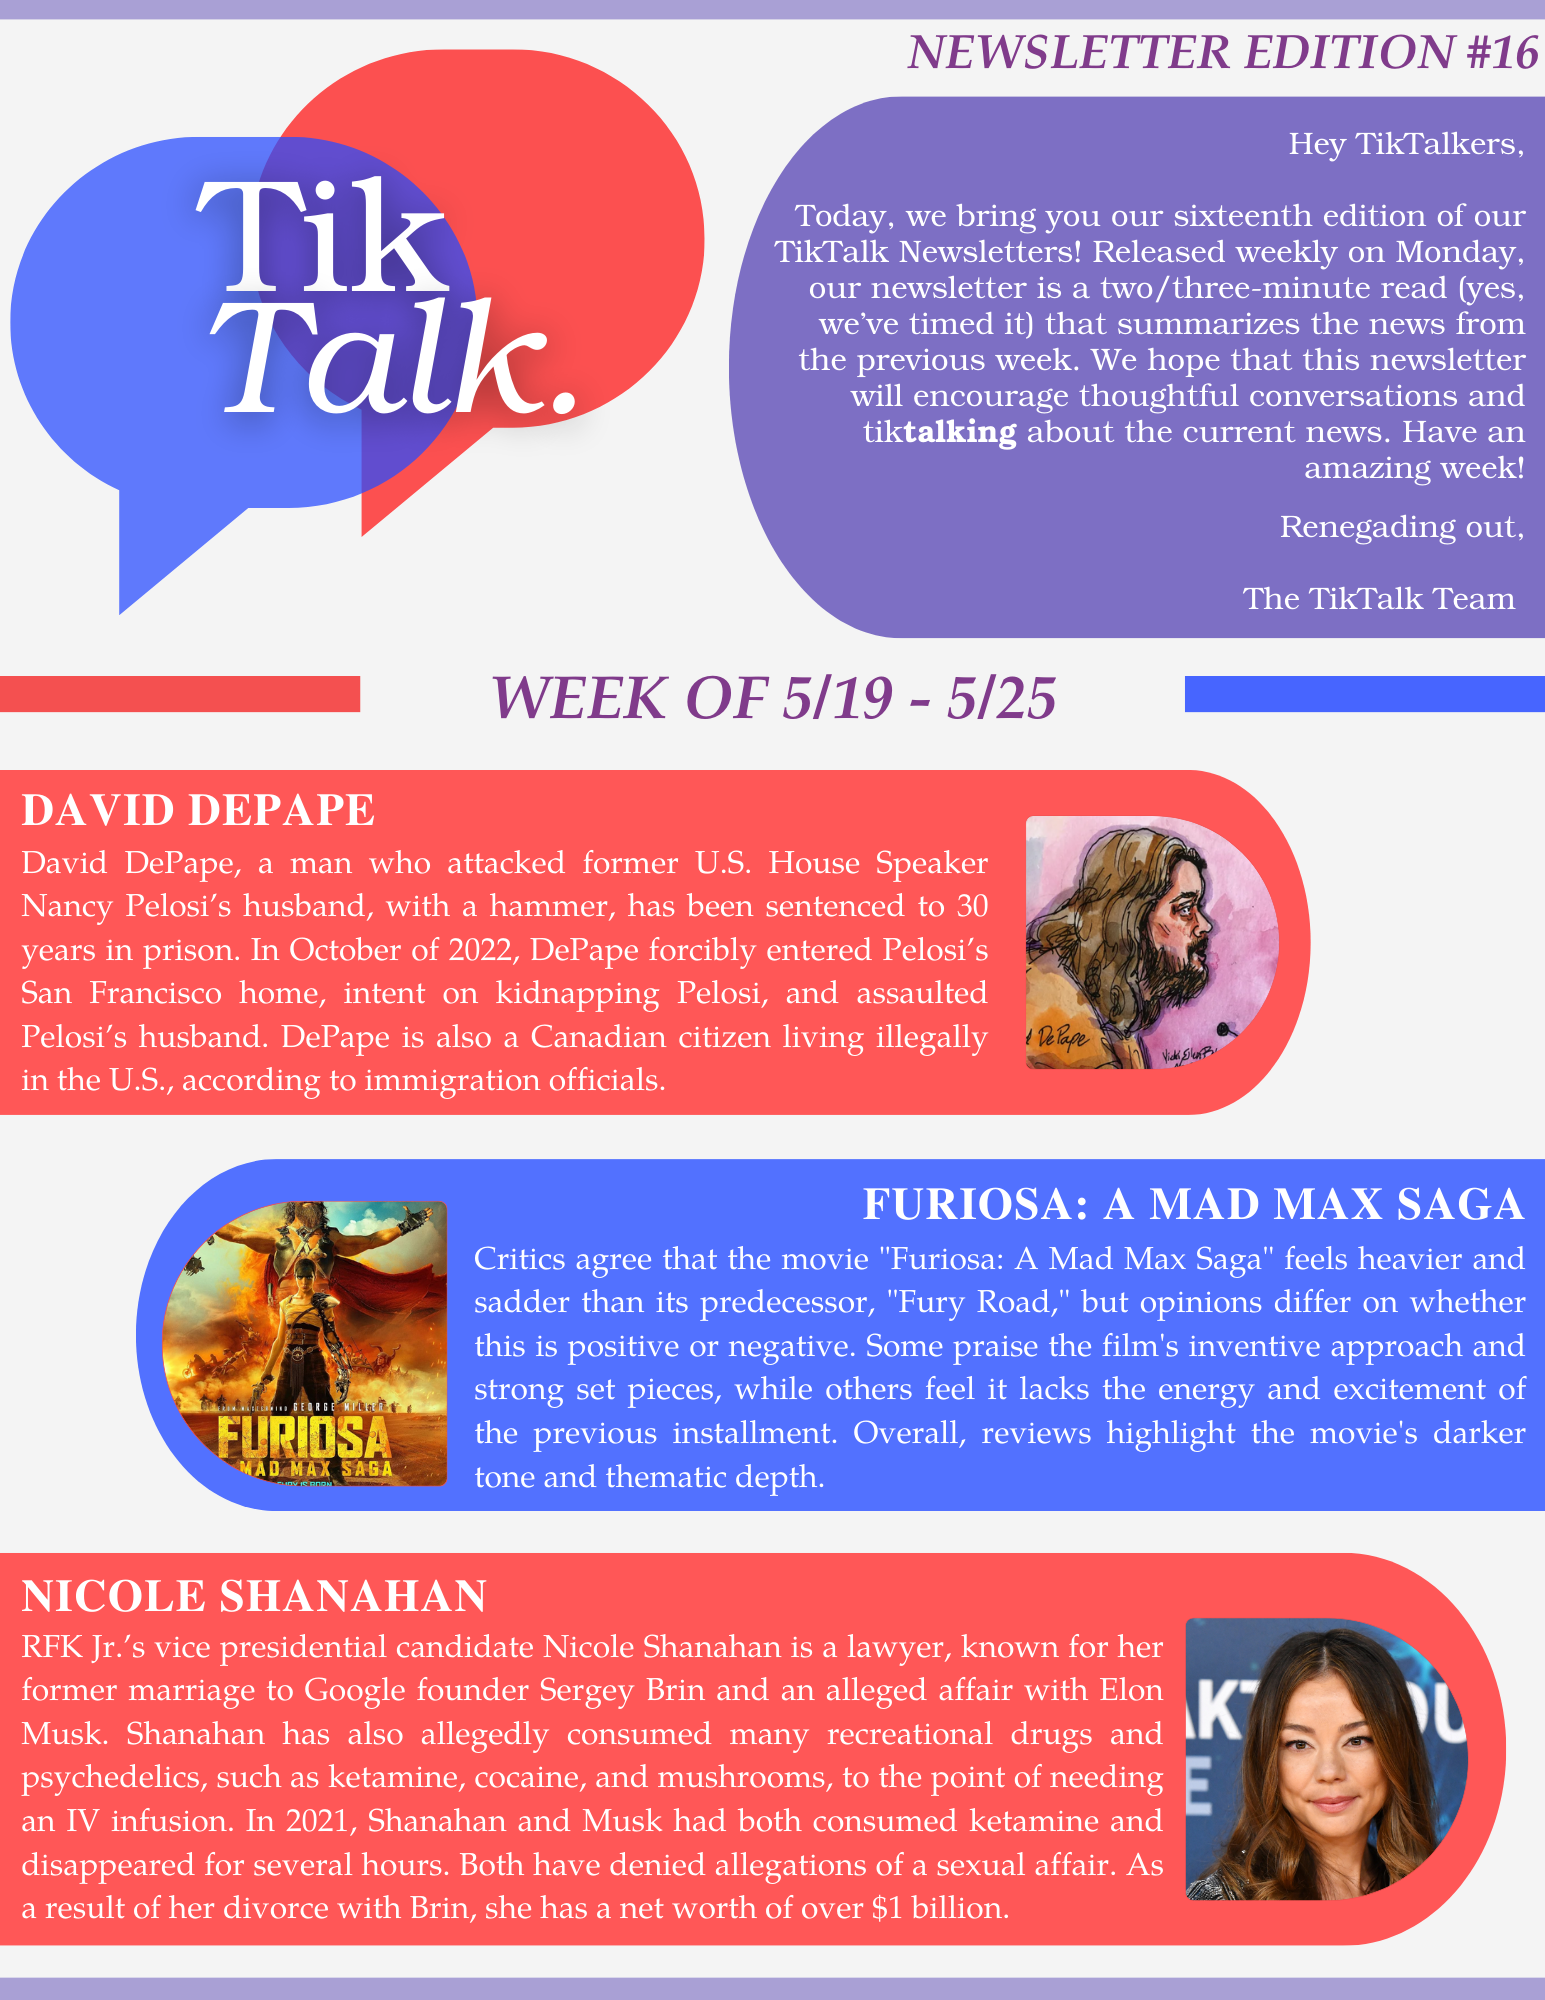 NEWSLETTER EDITION #16
Tik
Talk.
Hey TikTalkers,
Today, we bring you our sixteenth edition of our
TikTalk Newsletters! Released weekly on Monday,
our newsletter is a two/three-minute read (yes,
we’ve timed it) that summarizes the news from
the previous week. We hope that this newsletter
will encourage thoughtful conversations and
tiktalking about the current news. Have an
amazing week!
Renegading out,
The TikTalk Team
WEEK OF 5/19 - 5/25
DAVID DEPAPE
David DePape, a man who attacked former U.S. House Speaker
Nancy Pelosi’s husband, with a hammer, has been sentenced to 30
years in prison. In October of 2022, DePape forcibly entered Pelosi’s
San Francisco home, intent on kidnapping Pelosi, and assaulted
Pelosi’s husband. DePape is also a Canadian citizen living illegally
in the U.S., according to immigration officials.
DePape
FURIOSA: A MAD MAX SAGA
Critics agree that the movie "Furiosa: A Mad Max Saga" feels heavier and
sadder than its predecessor, "Fury Road," but opinions differ on whether
this is positive or negative. Some praise the film's inventive approach and
strong set pieces, while others feel it lacks the energy and excitement of
the previous installment. Overall, reviews highlight the movie's darker
tone and thematic depth.
GEORGE MILLER
FURIOSA
MAD MAX SAGA
NICOLE SHANAHAN
RFK Jr.’s vice presidential candidate Nicole Shanahan is a lawyer, known for her
former marriage to Google founder Sergey Brin and an alleged affair with Elon
Musk. Shanahan has also allegedly consumed many recreational drugs and
psychedelics, such as ketamine, cocaine, and mushrooms, to the point of needing
an IV infusion. In 2021, Shanahan and Musk had both consumed ketamine and
disappeared for several hours. Both have denied allegations of a sexual affair. As
a result of her divorce with Brin, she has a net worth of over $1 billion.